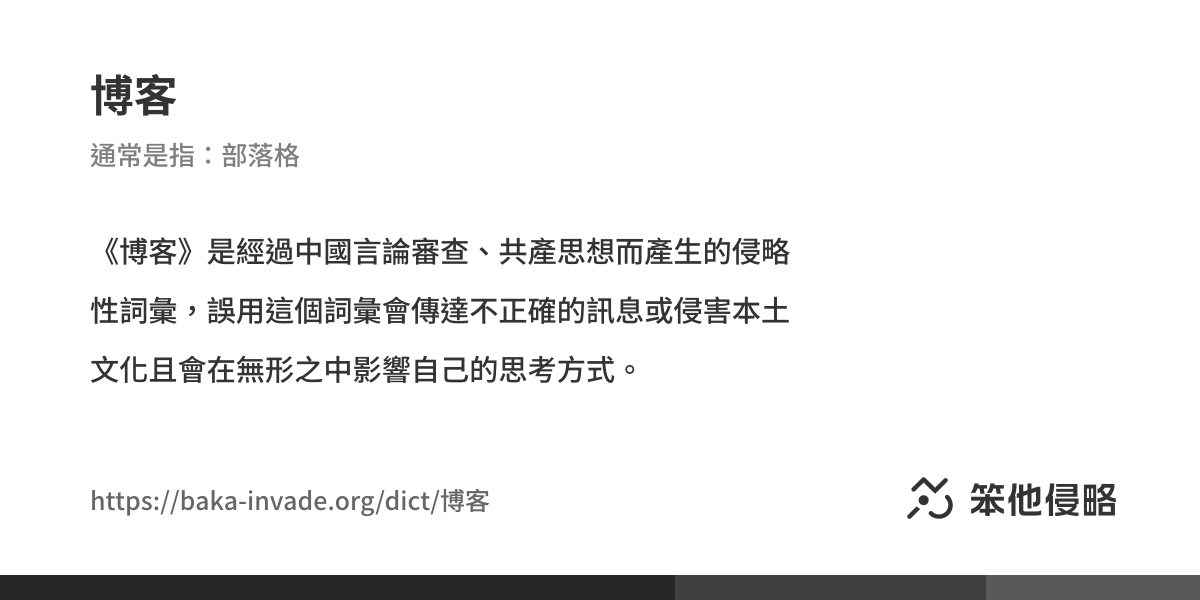 博客
通常是指：部落格
《博客》是經過中國言論審查、共產思想而產生的侵略
性詞彙，誤用這個詞彙會傳達不正確的訊息或侵害本土
文化且會在無形之中影響自己的思考方式。
https://baka-invade.org/dict/博客
笨他侵略